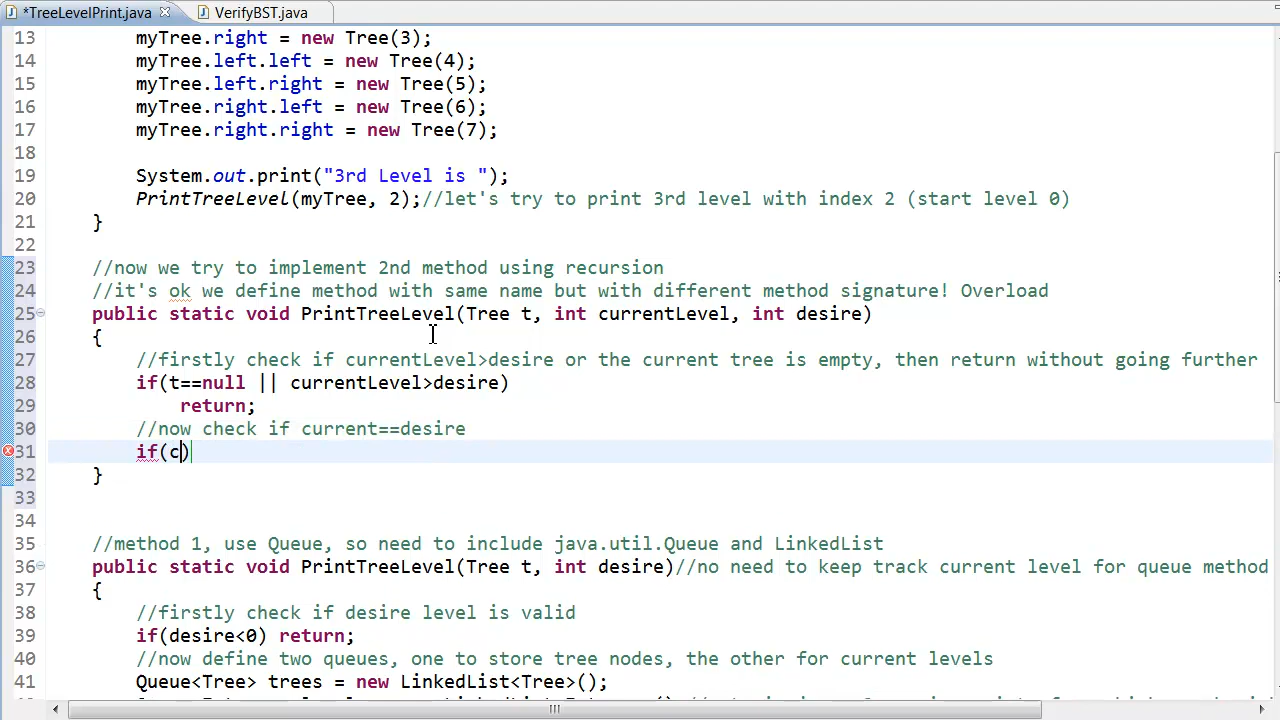 *TreeLevelPrint.java VerifyBST.java
13 myTree.right = new Tree(3);
14 myTree.left.left = new Tree(4);
15 myTree.left.right = new Tree(5);
16 myTree.right.left = new Tree(6);
17 myTree.right.right = new Tree(7);
18
19 System.out.print("3rd Level is ");
20 PrintTreeLevel(myTree, 2);//let's try to print 3rd level with index 2 (start level 0)
21 }
22
23 //now we try to implement 2nd method using recursion
24 //it's ok we define method with same name but with different method signature! Overload
25 public static void PrintTreeLevel(Tree t, int currentLevel, int desire)
26 {
27 //firstly check if currentLevel>desire or the current tree is empty, then return without going further
28 if(t==null || currentLevel>desire)
29 return;
30 //now check if current==desire
31 if(c)
32 }
33
34
35 //method 1, use Queue, so need to include java.util.Queue and LinkedList
36 public static void PrintTreeLevel(Tree t, int desire)//no need to keep track current level for queue method
37 {
38 //firstly check if desire level is valid
39 if(desire<0) return;
40 //now define two queues, one to store tree nodes, the other for current levels
41 Queue<Tree> trees = new LinkedList<Tree>();